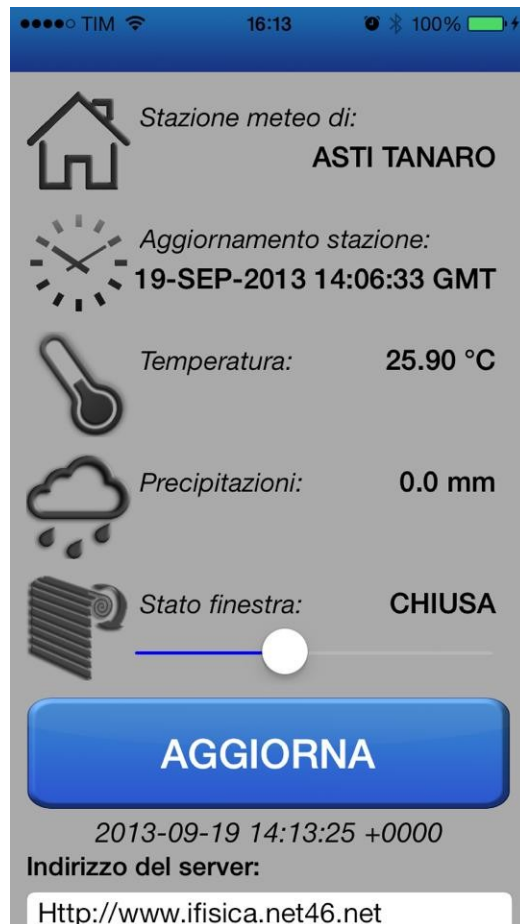 TIM 16:13 100%
Stazione meteo di:
ASTI TANARO
Aggiornamento stazione:
19-SEP-2013 14:06:33 GMT
Temperatura: 25.90 °C
Precipitazioni: 0.0 mm
Stato finestra: CHIUSA
AGGIORNA
2013-09-19 14:13:25 +0000
Indirizzo del server:
Http://www.ifisica.net46.net